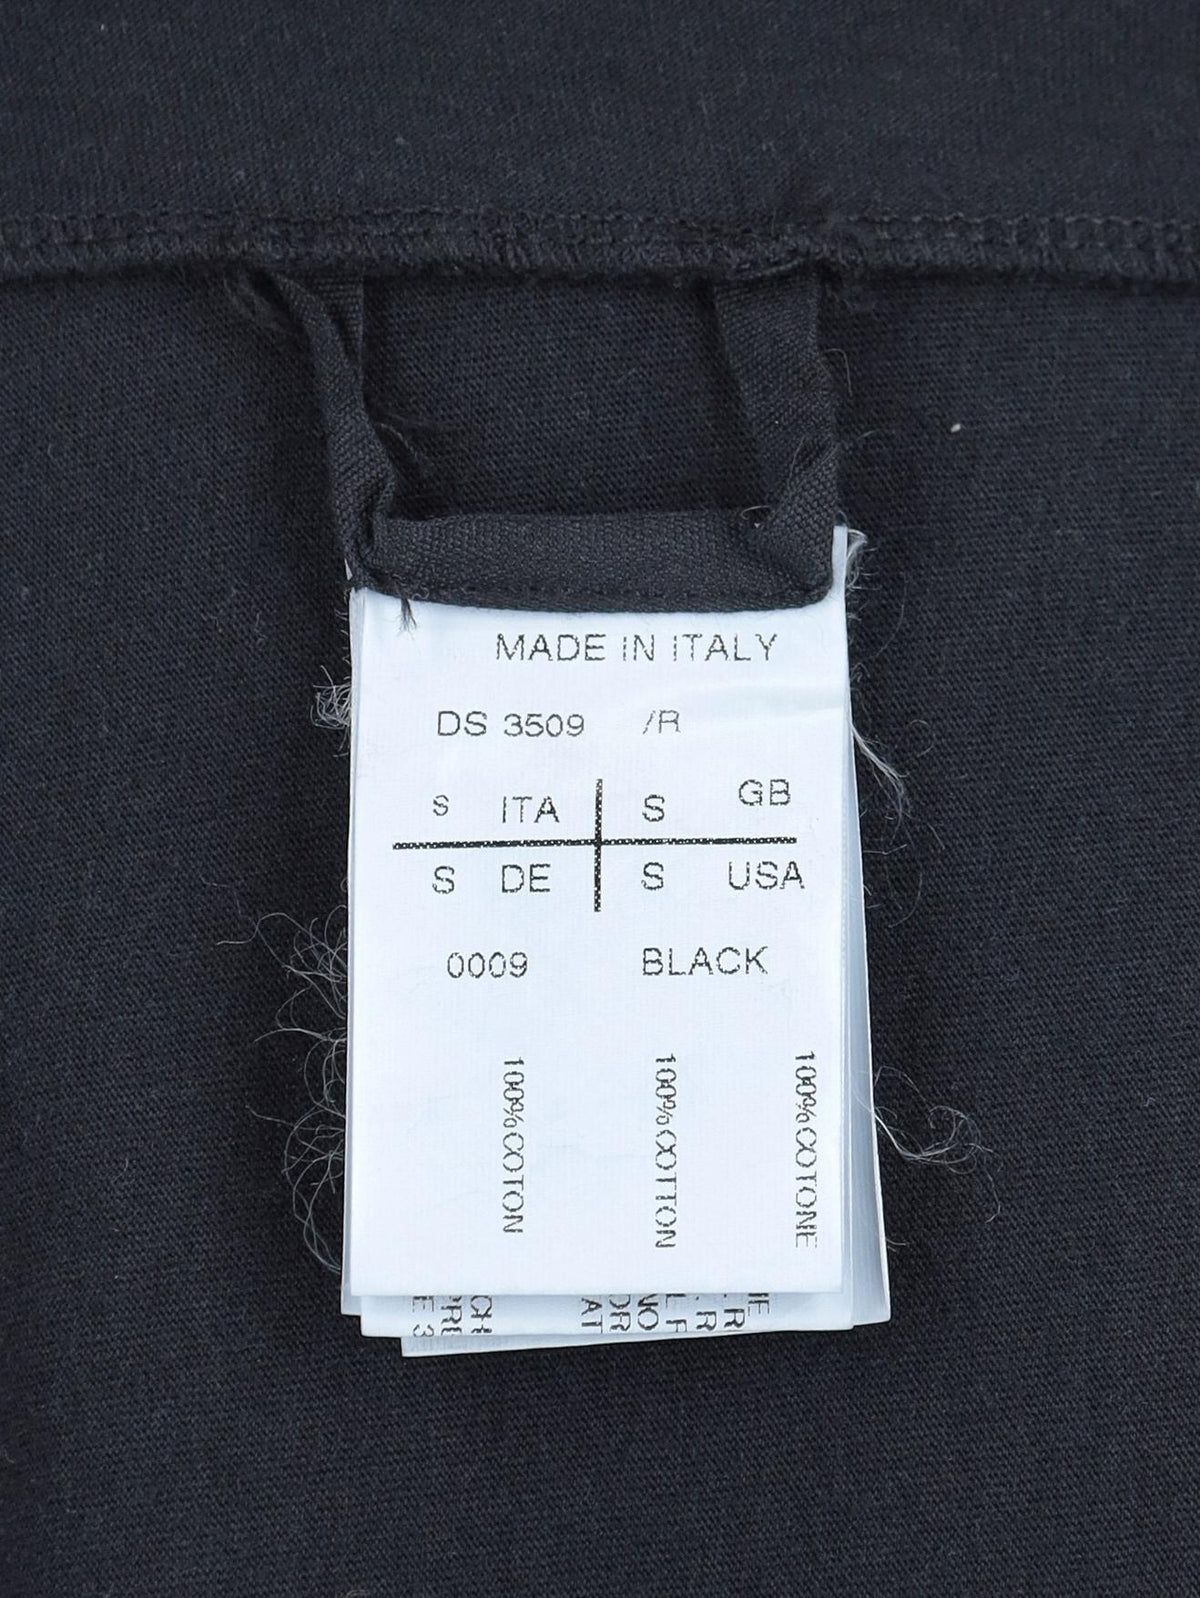 MADE IN ITALY
DS 3509 /R
S ITA S GB
S DE S USA
0009 BLACK
100%COTONE
100%COTTON
100%COTON